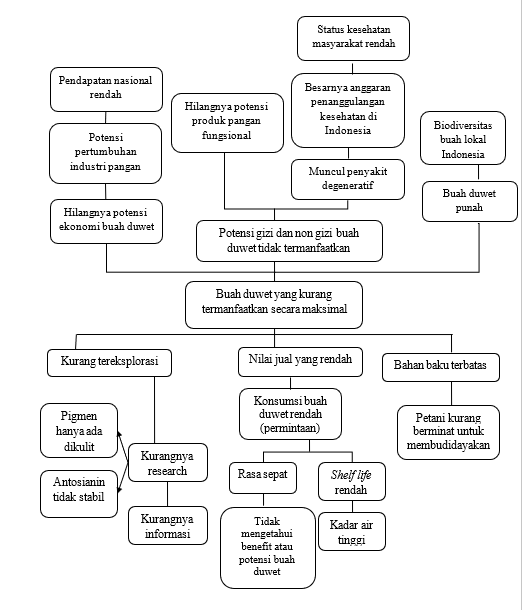 Status kesehatan
masyarakat rendah
Pendapatan nasional
rendah
Besarnya anggaran
penanggulangan
kesehatan di
Indonesia
Hilangnya potensi
produk pangan
fungsional
Biodiversitas
buah lokal
Indonesia
Potensi
pertumbuhan
industri pangan
Muncul penyakit
degeneratif
Buah duwet
punah
Hilangnya potensi
ekonomi buah duwet
Potensi gizi dan non gizi buah
duwet tidak termanfaatkan
Buah duwet yang kurang
termanfaatkan secara maksimal
Kurang tereksplorasi
Nilai jual yang rendah
Bahan baku terbatas
Konsumsi buah
duwet rendah
(permintaan)
Pigmen
hanya ada
dikulit
Petani kurang
berminat untuk
membudidayakan
Kurangnya
research
Rasa sepat
Shelf life
rendah
Antosianin
tidak stabil
Kurangnya
informasi
Tidak
mengetahui
benefit atau
potensi buah
duwet
Kadar air
tinggi